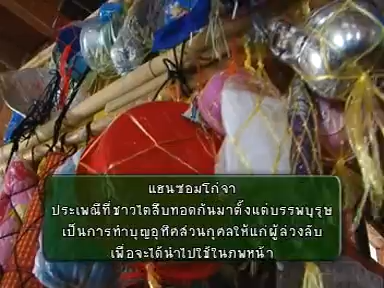 แฮนซอมโก่จา
ประเพณีที่ชาวไตสืบทอดกันมาตั้งแต่บรรพบุรุษ
เป็นการทำบุญอุทิศส่วนกุศลให้แก่ผู้ล่วงลับ
เพื่อจะได้นำไปใช้ในภพหน้า